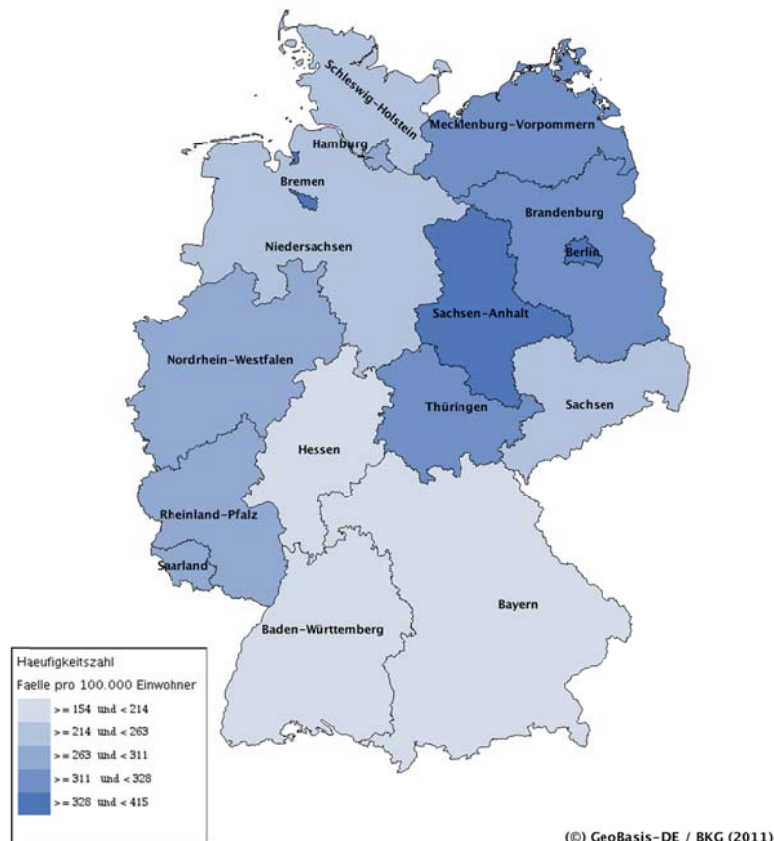 Schleswig-Holstein
Mecklenburg-Vorpommern
Hamburg
Bremen
Brandenburg
Berlin
Niedersachsen
Sachsen-Anhalt
Nordrhein-Westfalen
Thüringen
Sachsen
Hessen
Rheinland-Pfalz
Saarland
Bayern
Baden-Württemberg
Haeufigkeitszahl
Faelle pro 100.000 Einwohner
>= 154 und < 214
>= 214 und < 263
>= 263 und < 311
>= 311 und < 328
>= 328 und < 415
(©) GeoBasis-DE / BKG (2011)